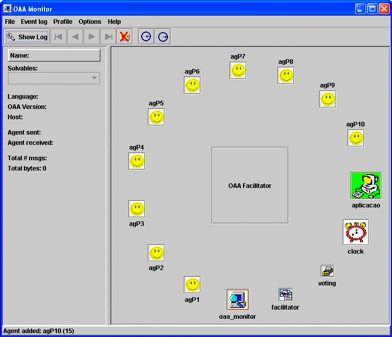 OAA Monitor
File Event log Profile Options Help
Show Log
Name:
Solvables:
Language:
OAA Version:
Host:
Agent sent:
Agent received:
Total # msgs:
Total bytes: 0
agP7
agP6
agP8
agP9
agP5
agP10
agP4
OAA Facilitator
aplicacao
agP3
clock
agP2
voting
agP1
facilitator
oaa_monitor
Agent added: agP10 (15)